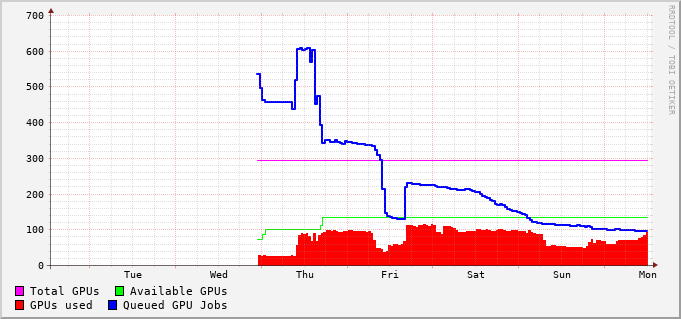 700
600
500
400
300
200
100
0
Tue Wed Thu Fri Sat Sun Mon
Total GPUs Available GPUs
GPUs used Queued GPU Jobs
RRDTOOL / TOBI OETIKER